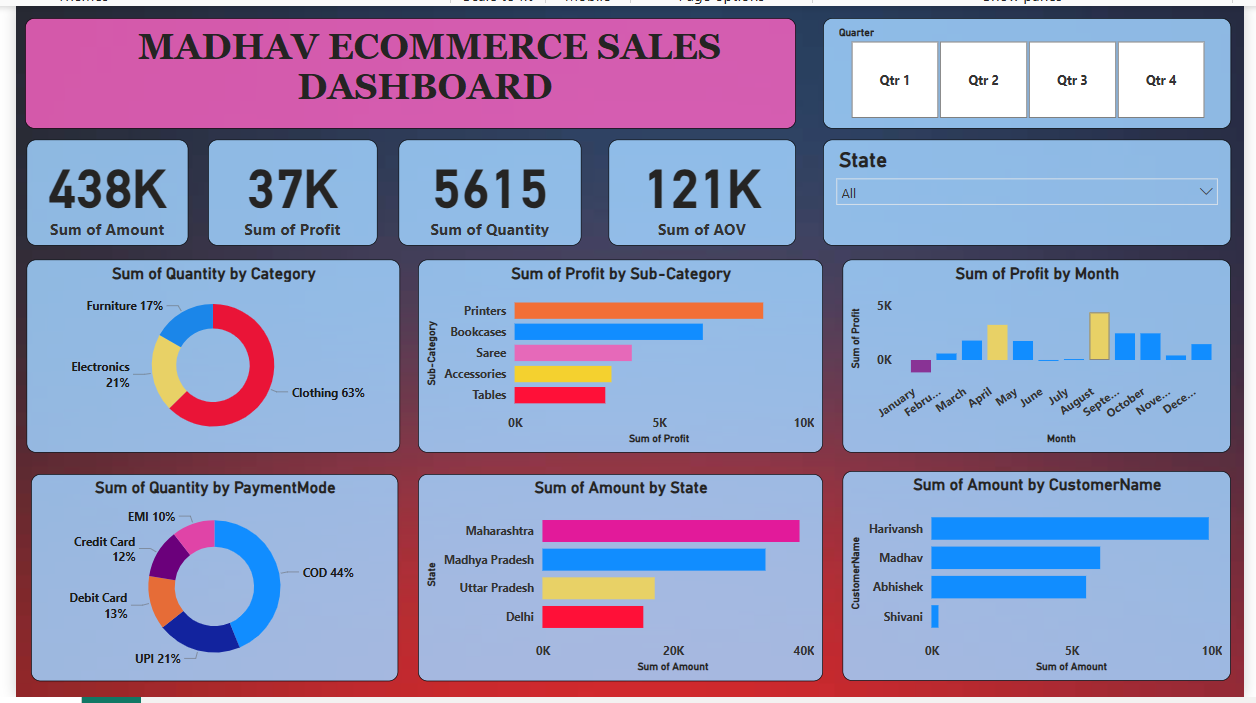 MADHAV ECOMMERCE SALES
DASHBOARD
Quarter
Qtr 1
Qtr 2
Qtr 3
Qtr 4
438K
Sum of Amount
37K
Sum of Profit
5615
Sum of Quantity
121K
Sum of AOV
State
All
Sum of Quantity by Category
Furniture 17%
Electronics
21%
Clothing 63%
Sum of Profit by Sub-Category
Sub-Category
Printers
Bookcases
Saree
Accessories
Tables
0K
5K
10K
Sum of Profit
Sum of Profit by Month
Sum of Profit
5K
0K
January
Febru...
March
April
May
June
July
August
Septe...
October
Nove...
Dece...
Month
Sum of Quantity by PaymentMode
EMI 10%
Credit Card
12%
COD 44%
Debit Card
13%
UPI 21%
Sum of Amount by State
State
Maharashtra
Madhya Pradesh
Uttar Pradesh
Delhi
0K
20K
40K
Sum of Amount
Sum of Amount by CustomerName
CustomerName
Harivansh
Madhav
Abhishek
Shivani
0K
5K
10K
Sum of Amount